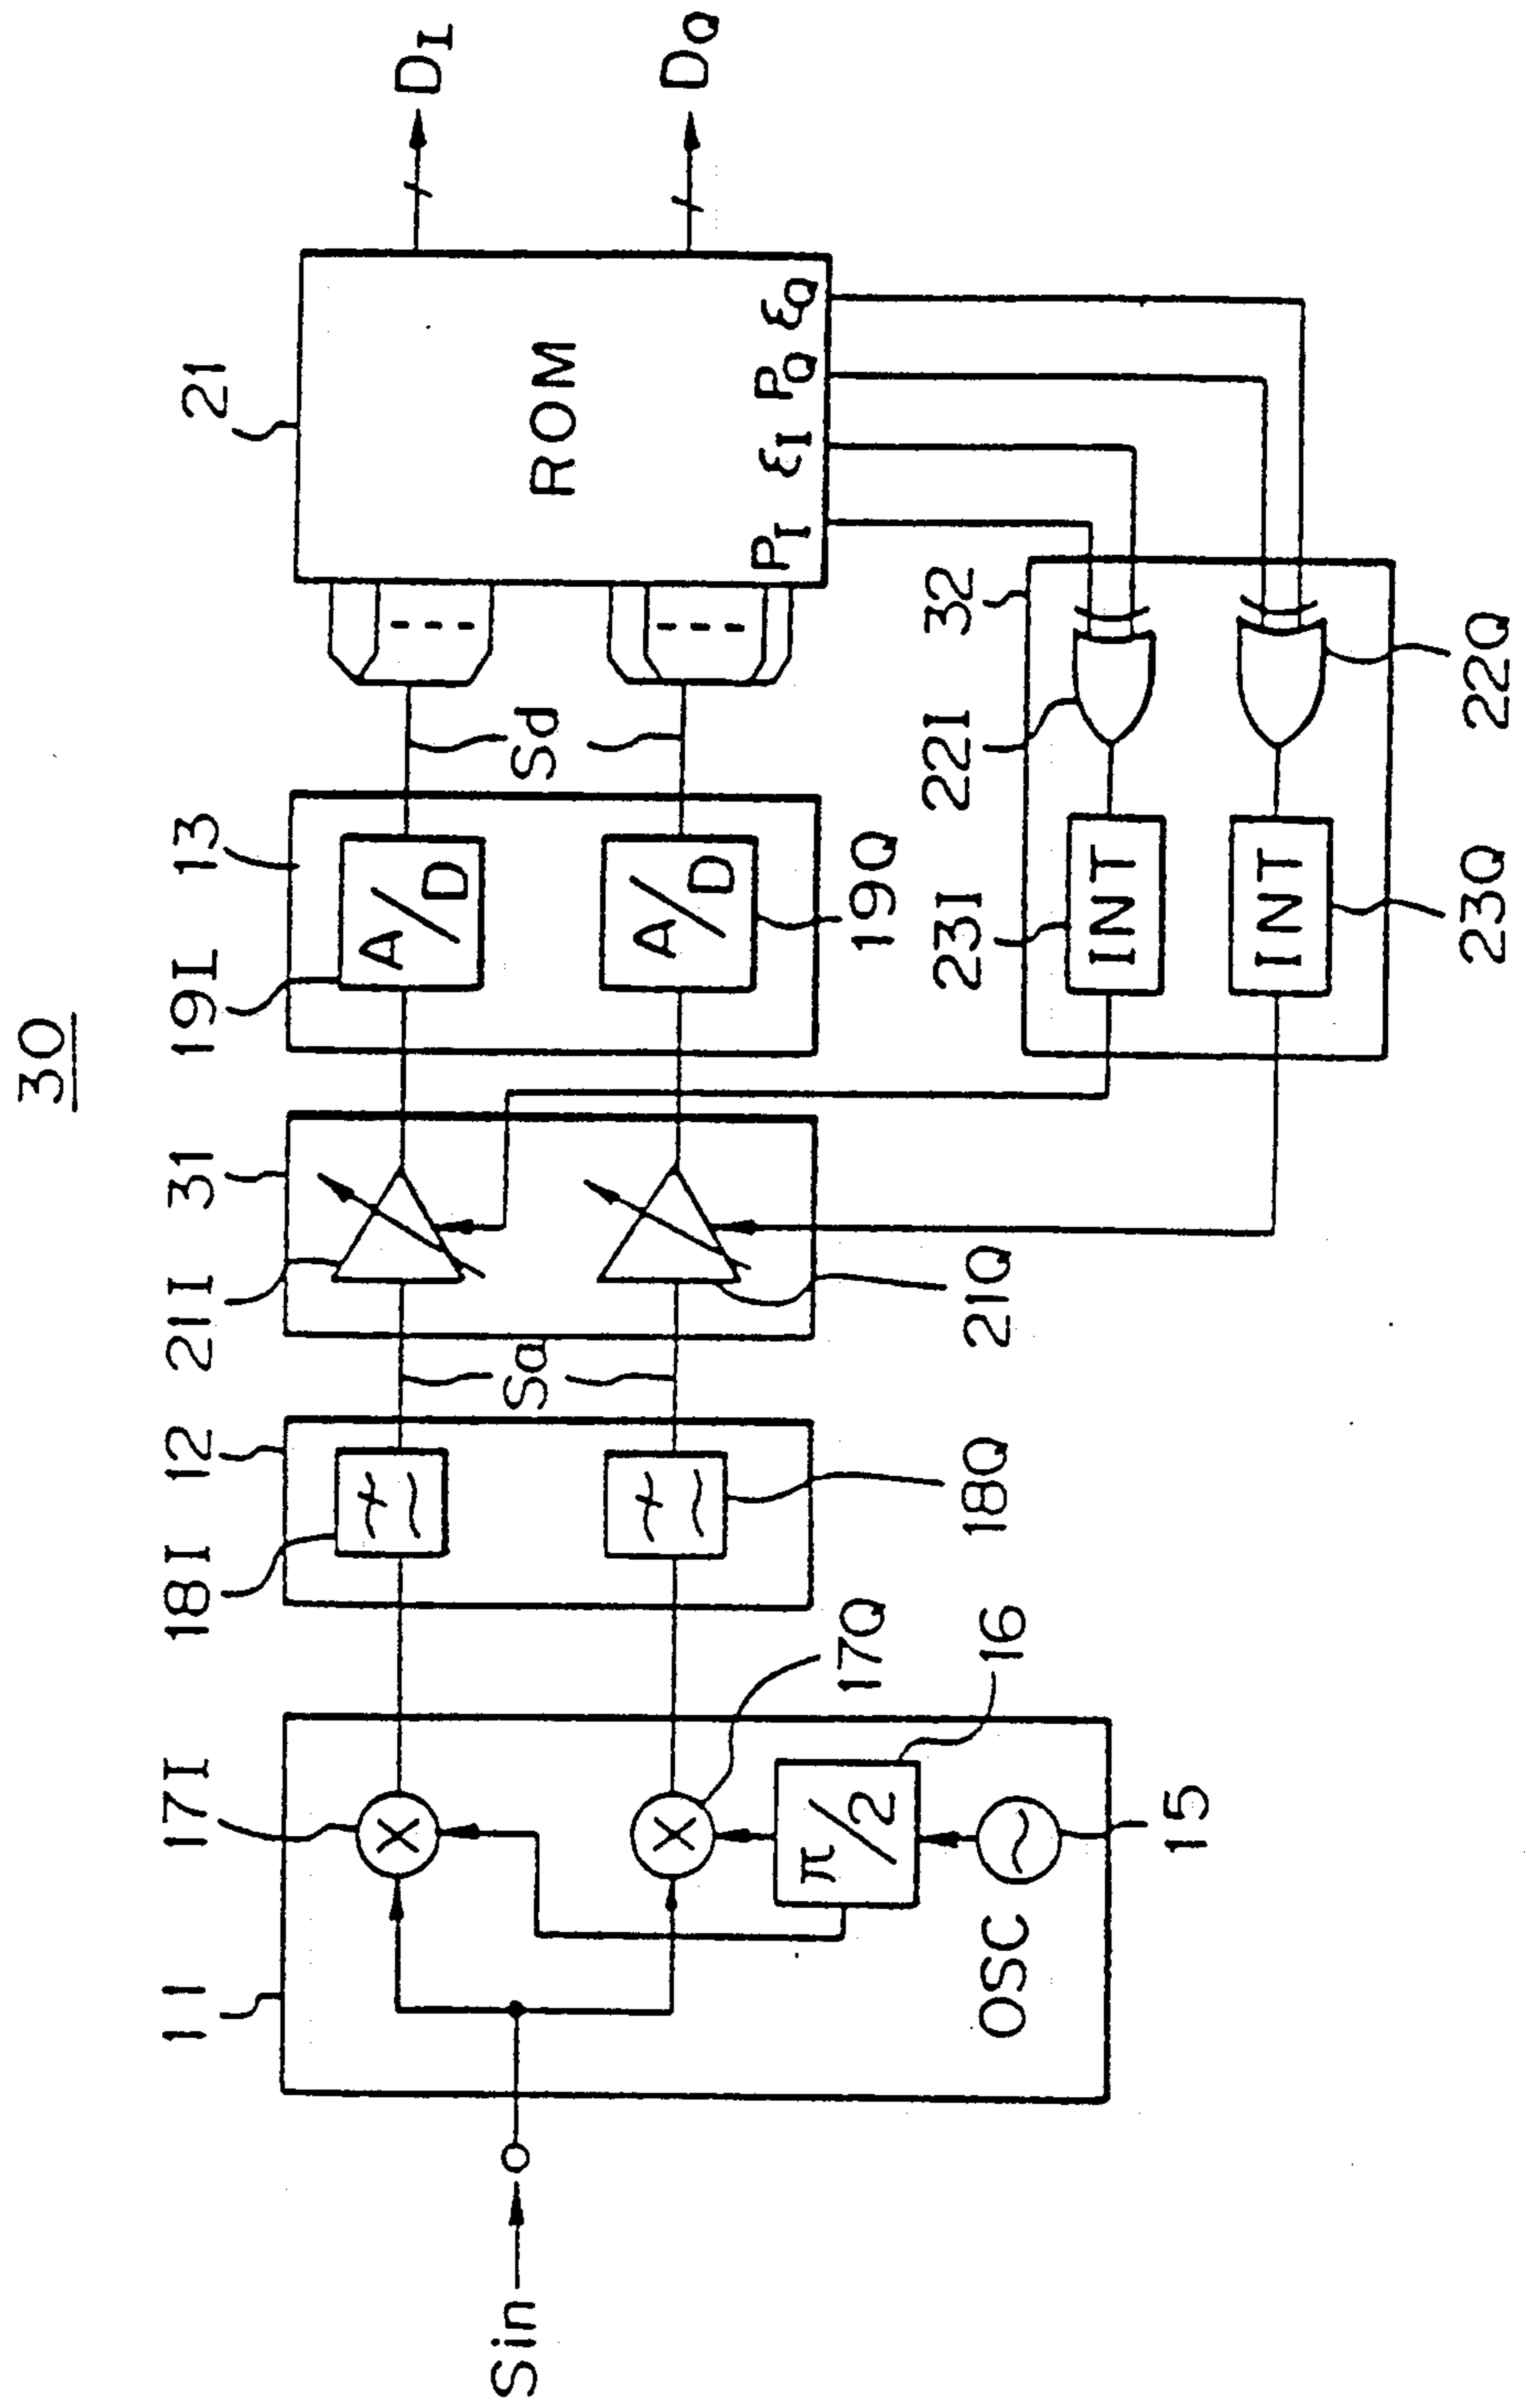 30
11
17I
18I
12
21I
31
19I
13
21
Sin
X
X
π/2
OSC
15
16
17Q
18Q
Sa
21Q
A/D
A/D
19Q
Sd
ROM
DI
DQ
PI
εI
PQ
εQ
32
22I
22Q
23I
INT
INT
23Q